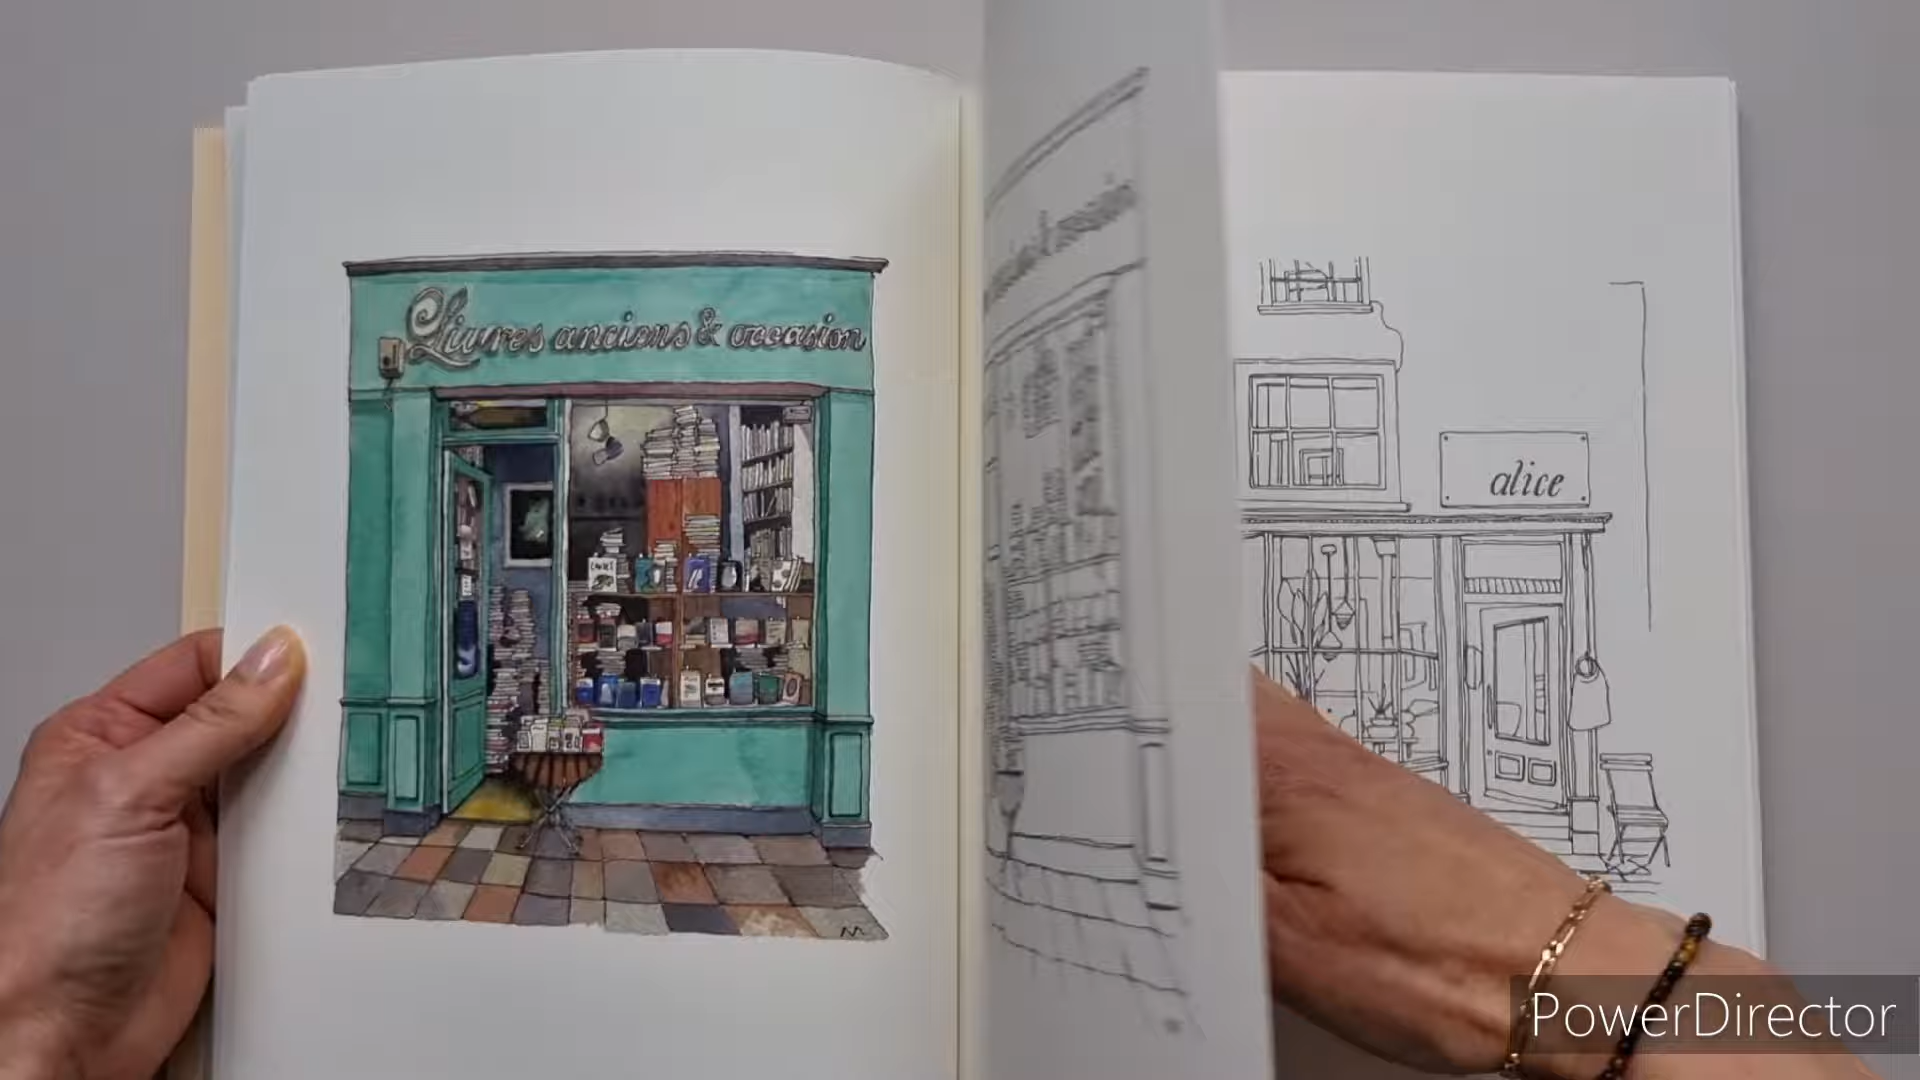 Livres anciens & occasion
alice
PowerDirector